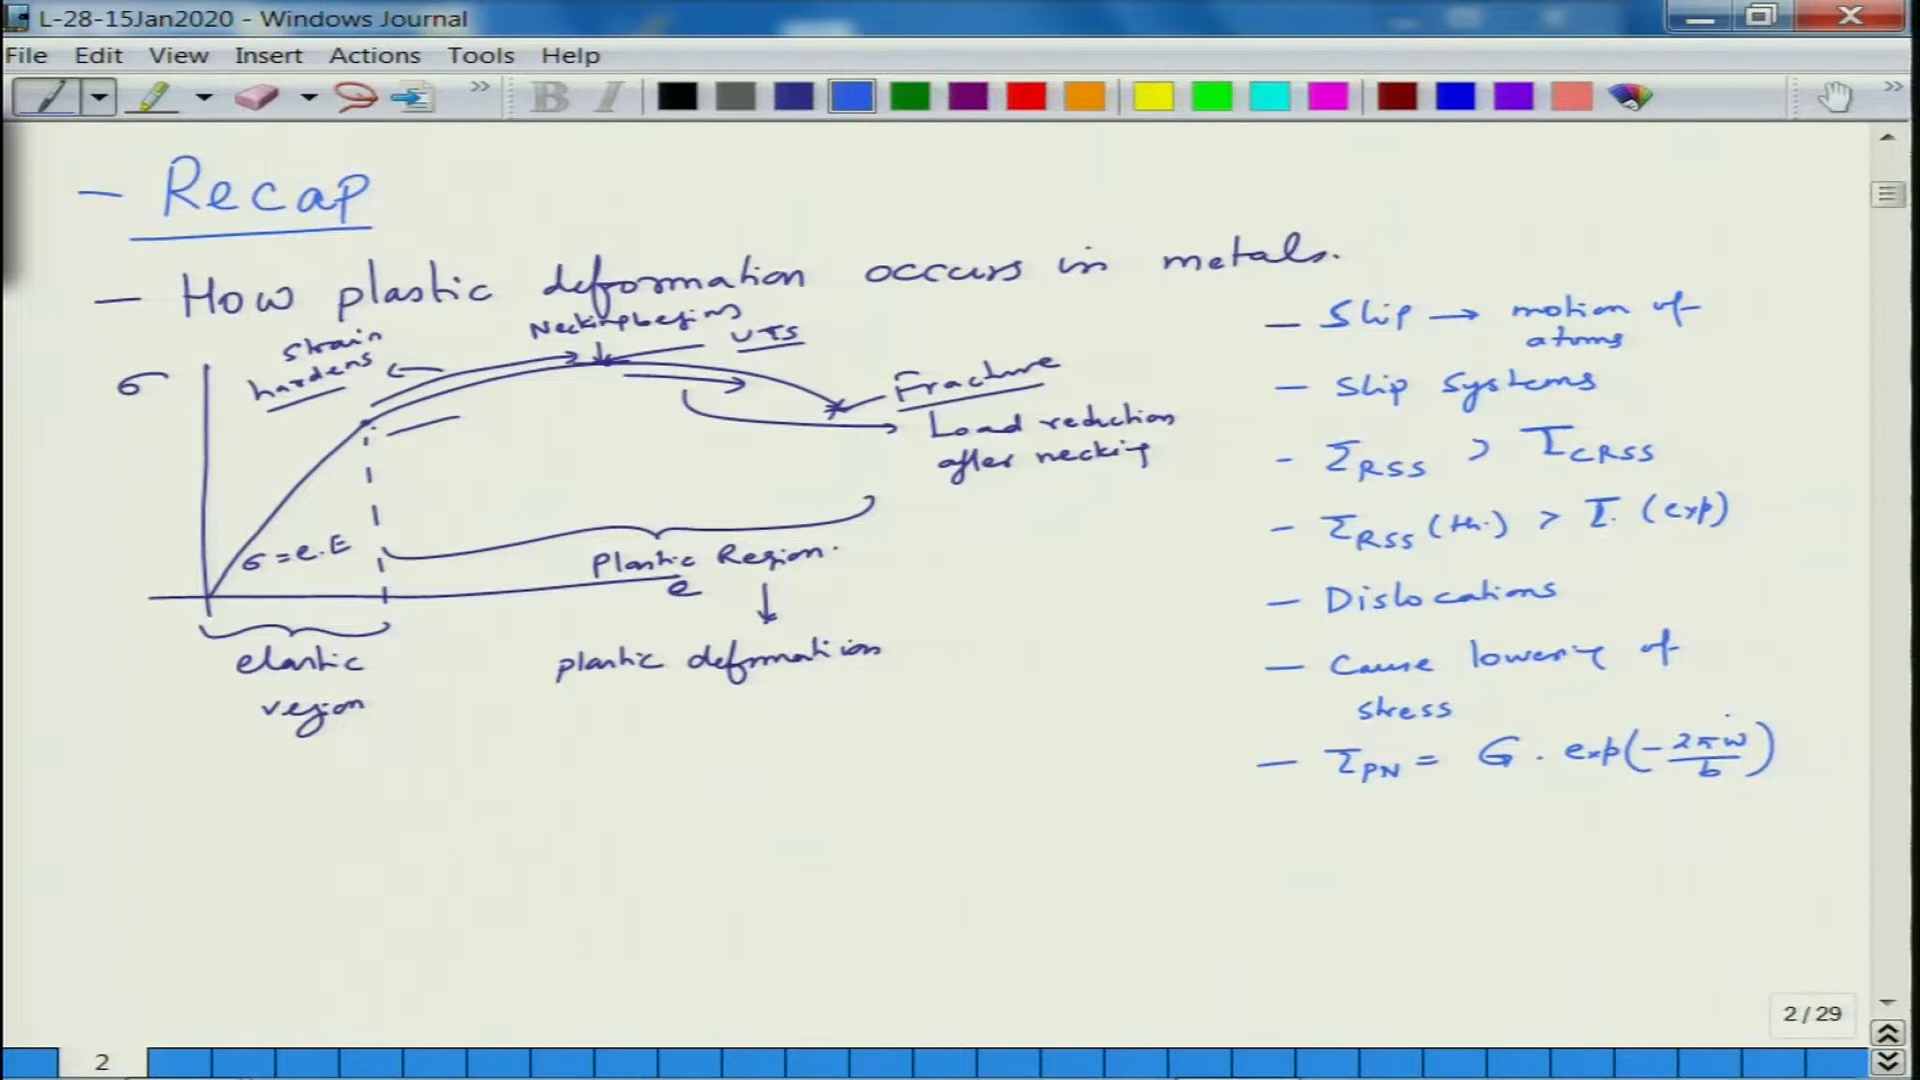 L-28-15Jan2020 - Windows Journal
File Edit View Insert Actions Tools Help
B I
- Recap
- How plastic deformation occurs in metals.
Strain hardens
Necking begins
UTS
σ
Fracture
Load reduction
after necking
σ = e.E
Plastic Region.
e
elastic
region
plastic deformation
- Slip → motion of
atoms
- Slip Systems
- τRSS > τCRSS
- τRSS (th.) > τ. (exp)
- Dislocations
- Cause lowering of
stress
- τPN = G . exp(-2πw/b)
2 / 29
2